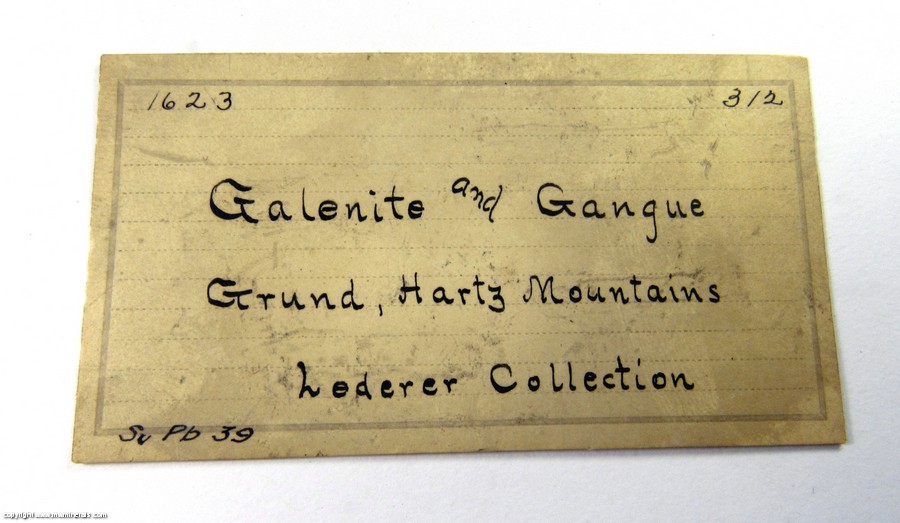 1623 312
Galenite and Gangue
Grund, Hartz Mountains
Lederer Collection
Sv Pb 39